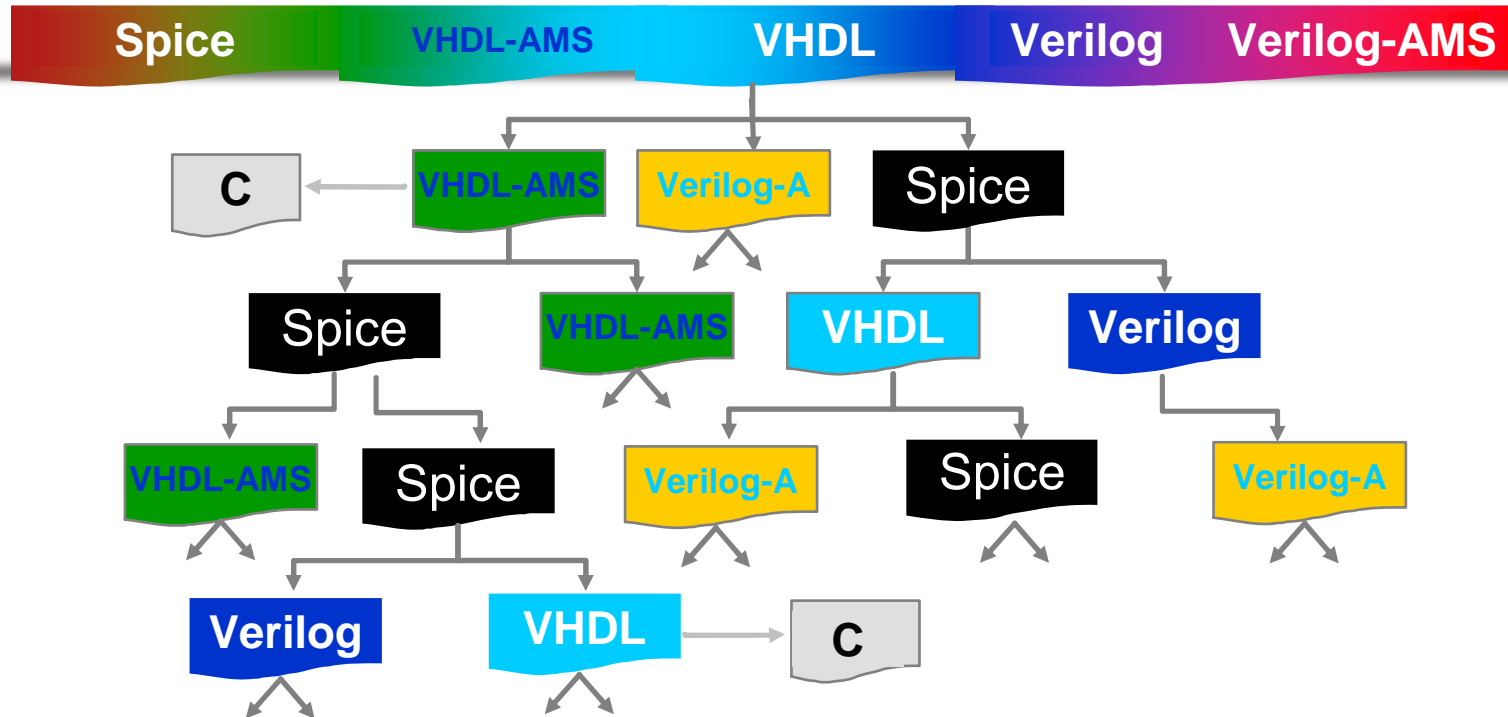 Spice VHDL-AMS VHDL Verilog Verilog-AMS
C VHDL-AMS Verilog-A Spice
Spice VHDL-AMS VHDL Verilog
VHDL-AMS Spice Verilog-A Spice Verilog-A
Verilog VHDL C